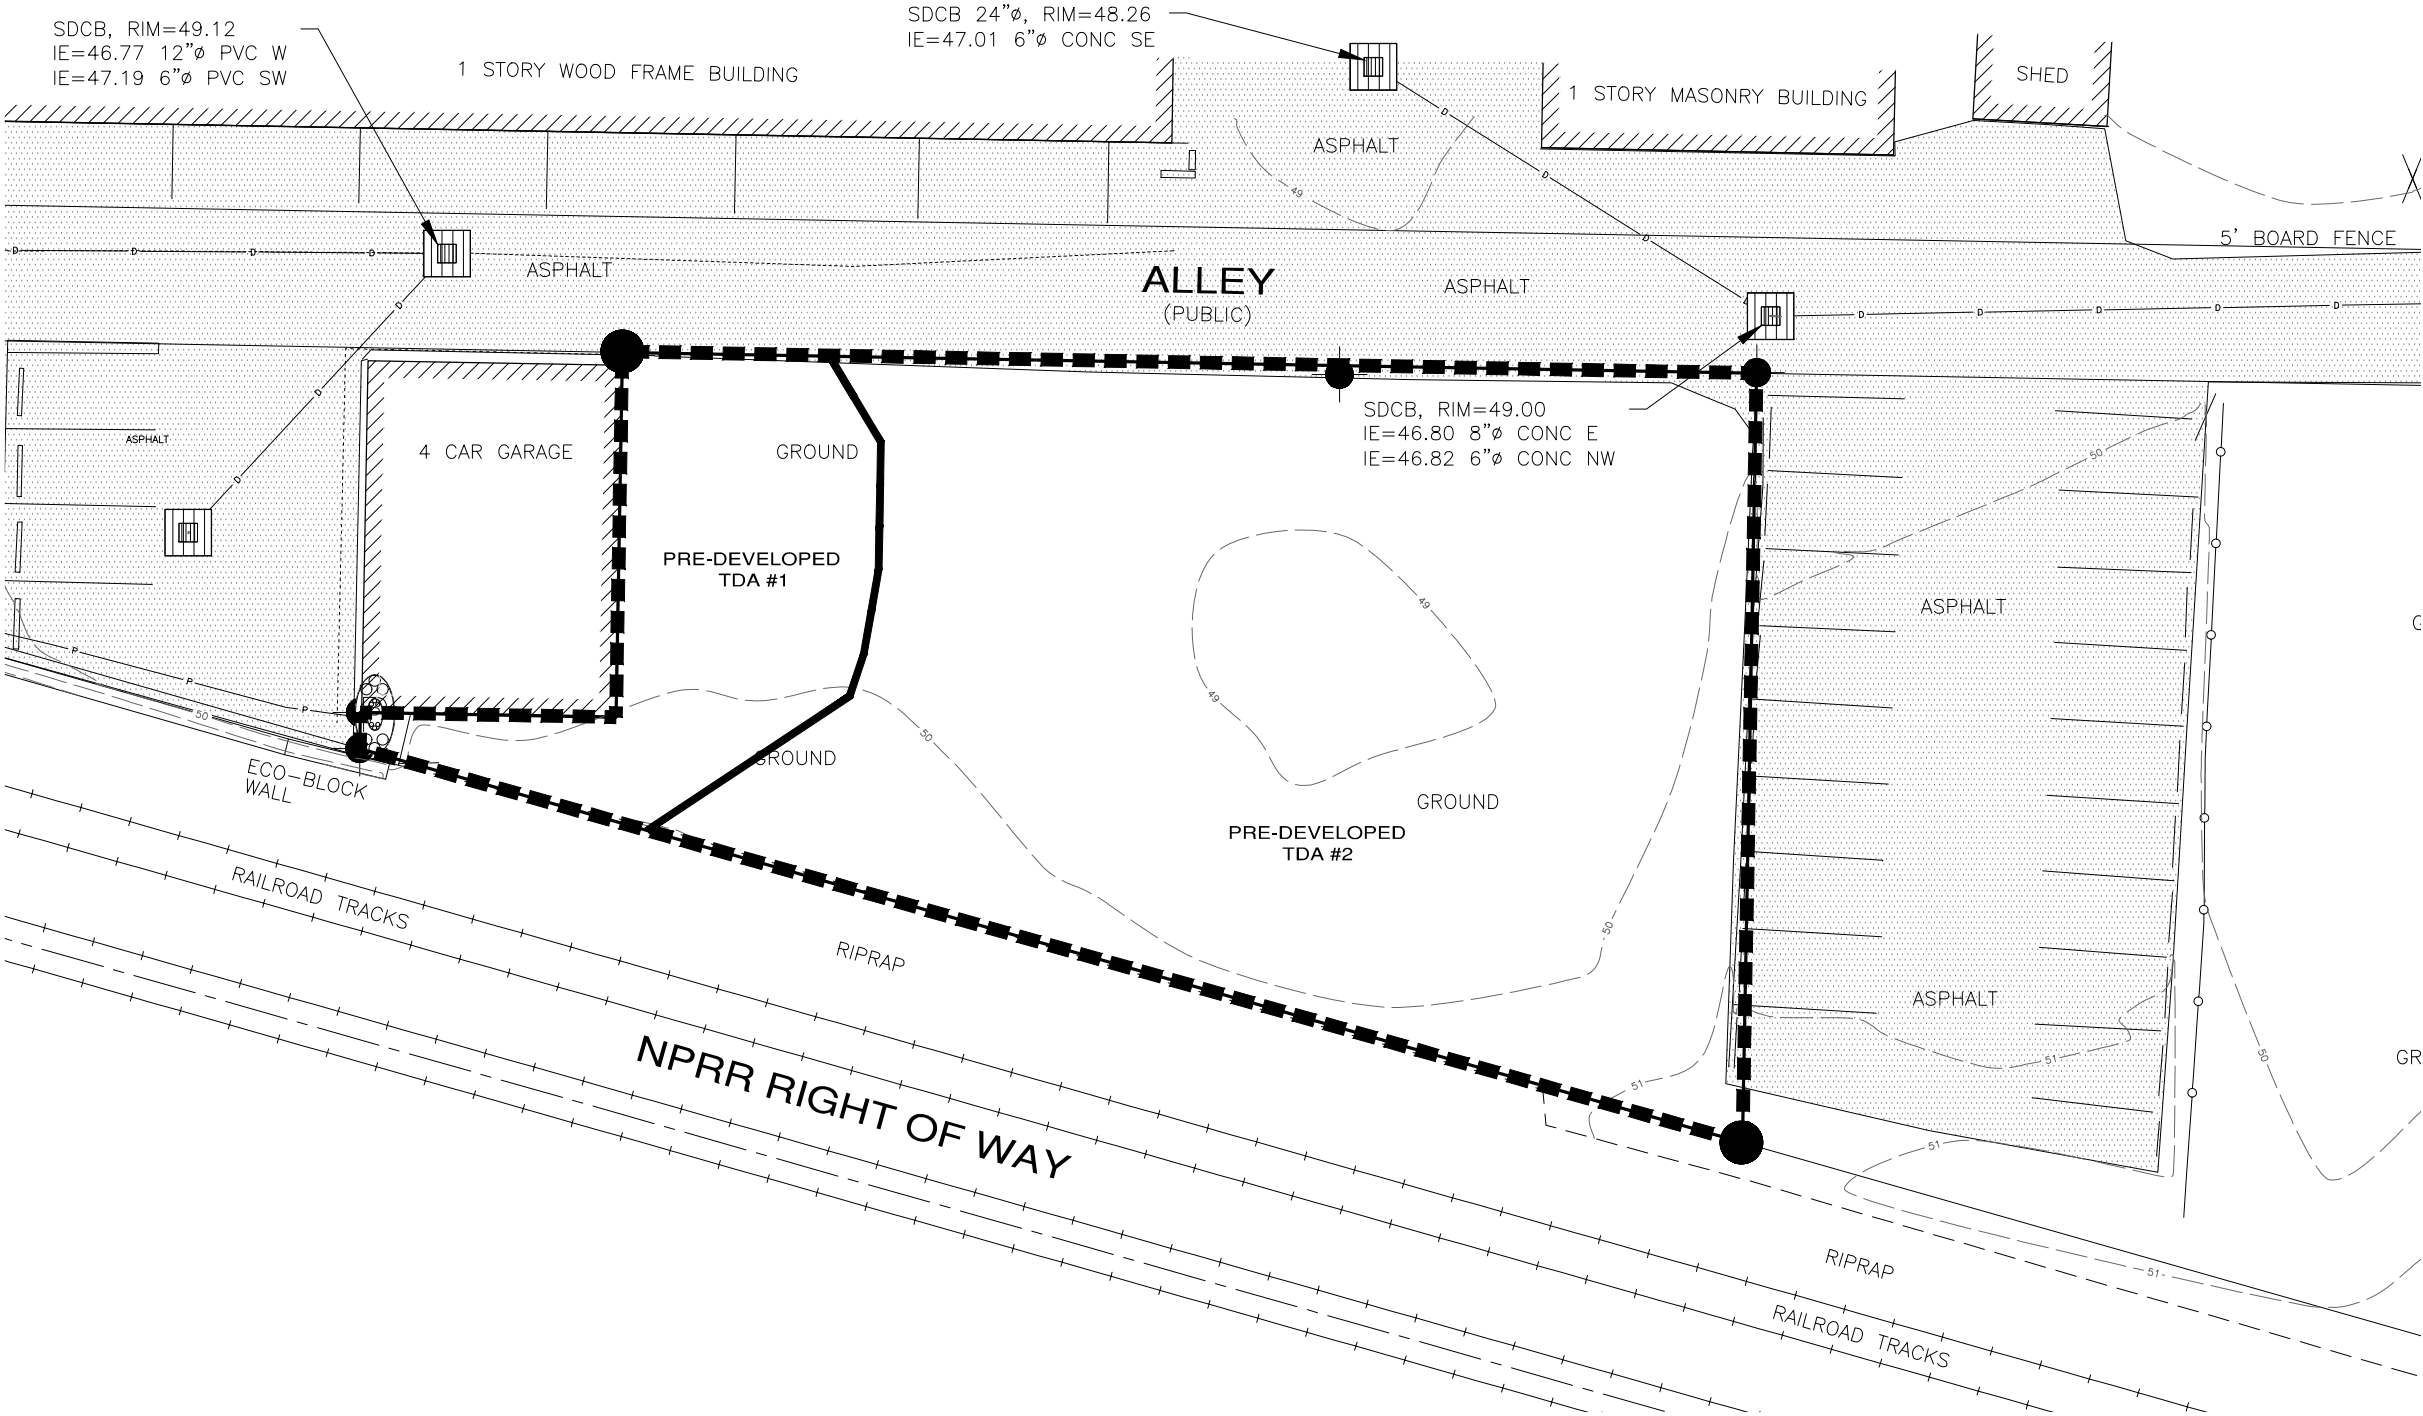 SDCB, RIM=49.12
IE=46.77 12"ø PVC W
IE=47.19 6"ø PVC SW
SDCB 24"ø, RIM=48.26
IE=47.01 6"ø CONC SE
1 STORY WOOD FRAME BUILDING
1 STORY MASONRY BUILDING
SHED
ASPHALT
49
5' BOARD FENCE
D
D
D
D
D
D
D
ASPHALT
ALLEY
(PUBLIC)
ASPHALT
D
D
D
D
D
D
SDCB, RIM=49.00
IE=46.80 8"ø CONC E
IE=46.82 6"ø CONC NW
ASPHALT
D
D
4 CAR GARAGE
GROUND
50
PRE-DEVELOPED
TDA #1
49
49
ASPHALT
P
P
P
50
50
GROUND
ECO-BLOCK
WALL
GROUND
PRE-DEVELOPED
TDA #2
RAILROAD TRACKS
RIPRAP
50
ASPHALT
51
50
GR
51
NPRR RIGHT OF WAY
51
RIPRAP
51
RAILROAD TRACKS